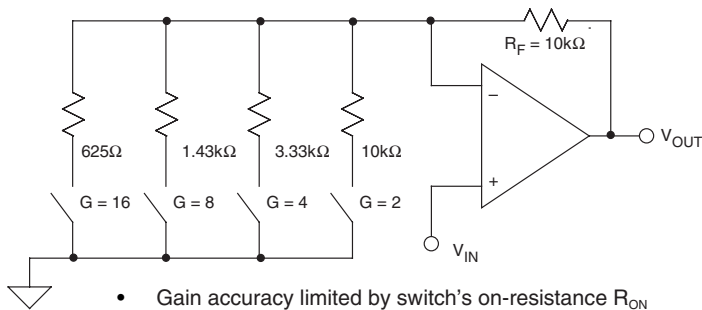 R_F = 10kΩ
625Ω
1.43kΩ
3.33kΩ
10kΩ
–
+
V_OUT
G = 16
G = 8
G = 4
G = 2
V_IN
• Gain accuracy limited by switch's on-resistance R_ON